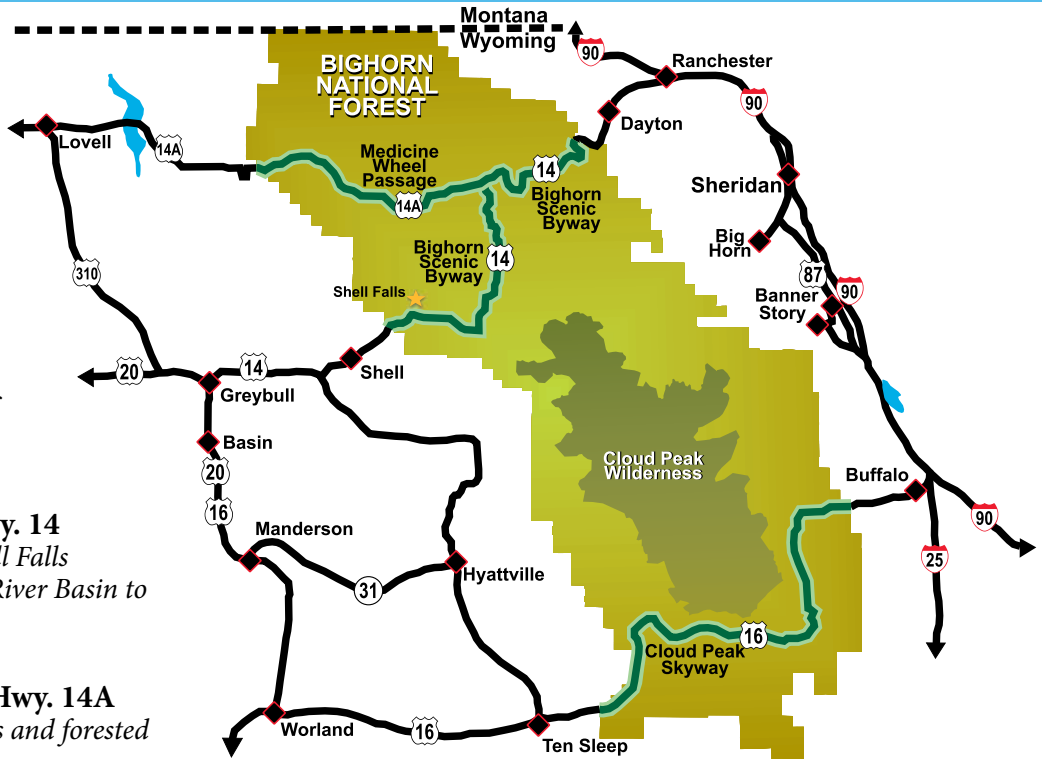 Montana
Wyoming
90
Ranchester
BIGHORN
NATIONAL
FOREST
90
Dayton
Lovell
14A
Medicine
Wheel
Passage
14
Sheridan
14A
Bighorn
Scenic
Byway
Big
Horn
Bighorn
Scenic
Byway
14
310
87
90
Shell Falls
Banner
Story
20
14
Shell
Greybull
Basin
20
16
Cloud Peak
Wilderness
Buffalo
90
25
Manderson
Hyattville
31
16
Cloud Peak
Skyway
Worland
16
Ten Sleep
y. 14
ll Falls
River Basin to
Hwy. 14A
s and forested